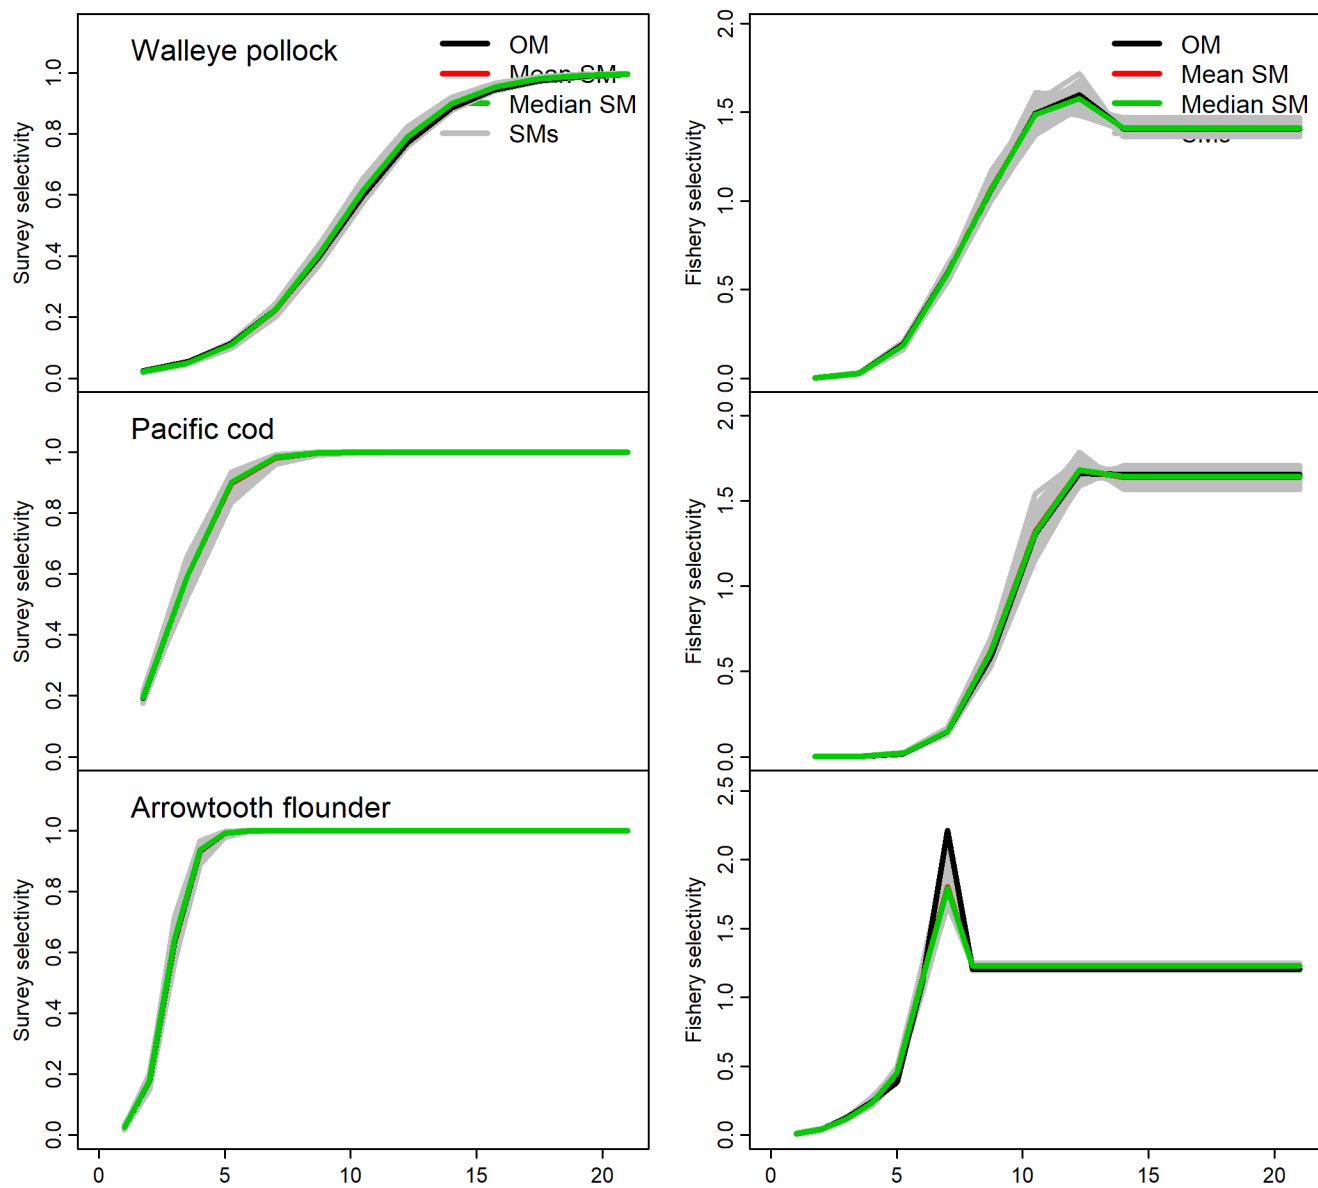 Walleye pollock
OM
Mean SM
Median SM
SMs
Survey selectivity
0.0 0.2 0.4 0.6 0.8 1.0
OM
Mean SM
Median SM
SMs
Fishery selectivity
0.0 0.5 1.0 1.5 2.0
Pacific cod
Survey selectivity
0.0 0.2 0.4 0.6 0.8 1.0
Fishery selectivity
0.0 0.5 1.0 1.5 2.0
Arrowtooth flounder
Survey selectivity
0.0 0.2 0.4 0.6 0.8 1.0
0 5 10 15 20
Fishery selectivity
0.0 0.5 1.0 1.5 2.0 2.5
0 5 10 15 20